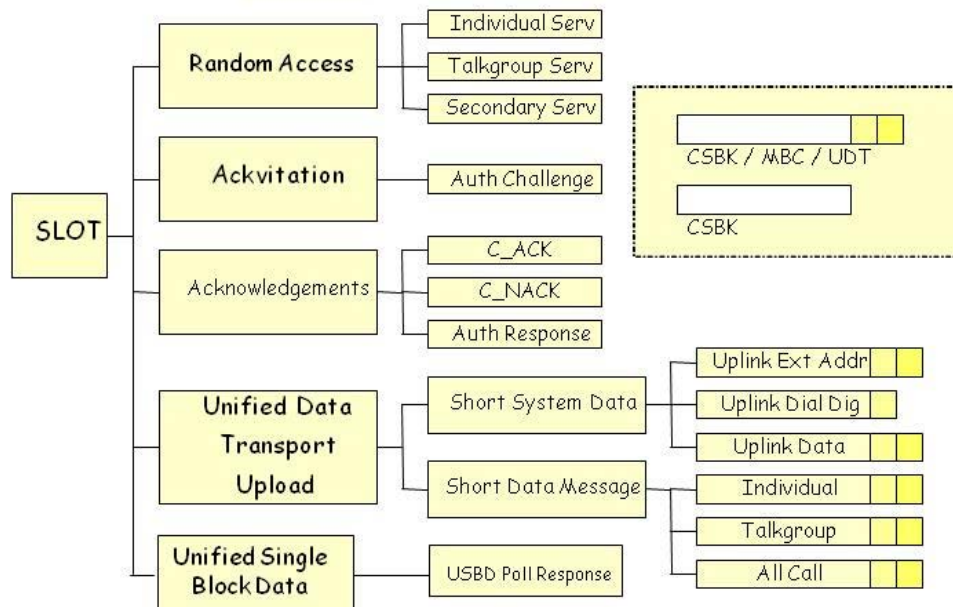 SLOT
Random Access
Individual Serv
Talkgroup Serv
Secondary Serv
Ackvitation
Auth Challenge
Acknowledgements
C_ACK
C_NACK
Auth Response
Unified Data
Transport
Upload
Short System Data
Uplink Ext Addr
Uplink Dial Dig
Uplink Data
Short Data Message
Individual
Talkgroup
All Call
Unified Single
Block Data
USBD Poll Response
CSBK / MBC / UDT
CSBK